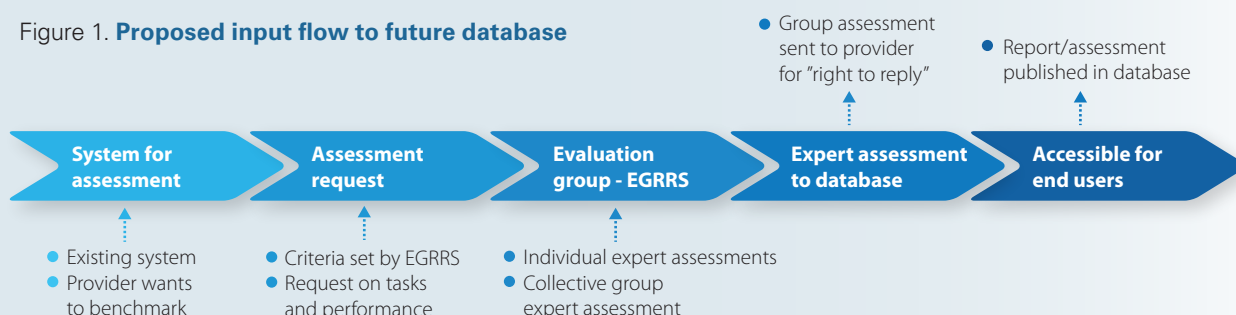 Figure 1. Proposed input flow to future database
Group assessment
sent to provider
for "right to reply"
Report/assessment
published in database
System for
assessment
Assessment
request
Evaluation
group - EGRRS
Expert assessment
to database
Accessible for
end users
Existing system
Provider wants
to benchmark
Criteria set by EGRRS
Request on tasks
and performance
Individual expert assessments
Collective group
expert assessment